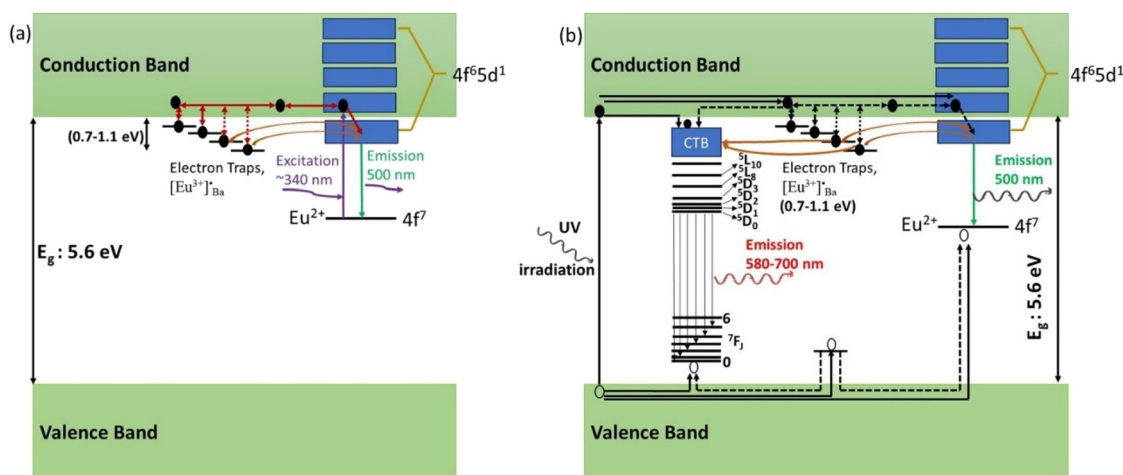 (a)
Conduction Band
4f⁶5d¹
(0.7-1.1 eV)
Electron Traps,
[Eu³⁺]•Ba
Excitation
~340 nm
Emission
500 nm
Eu²⁺
4f⁷
Eg: 5.6 eV
Valence Band
(b)
Conduction Band
4f⁶5d¹
CTB
⁵L₁₀
⁵L₈
⁵D₃
⁵D₂
⁵D₁
⁵D₀
Electron Traps,
[Eu³⁺]•Ba
(0.7-1.1 eV)
Emission
500 nm
Eu²⁺
4f⁷
UV
irradiation
Emission
580-700 nm
6
⁷FJ
0
Eg: 5.6 eV
Valence Band